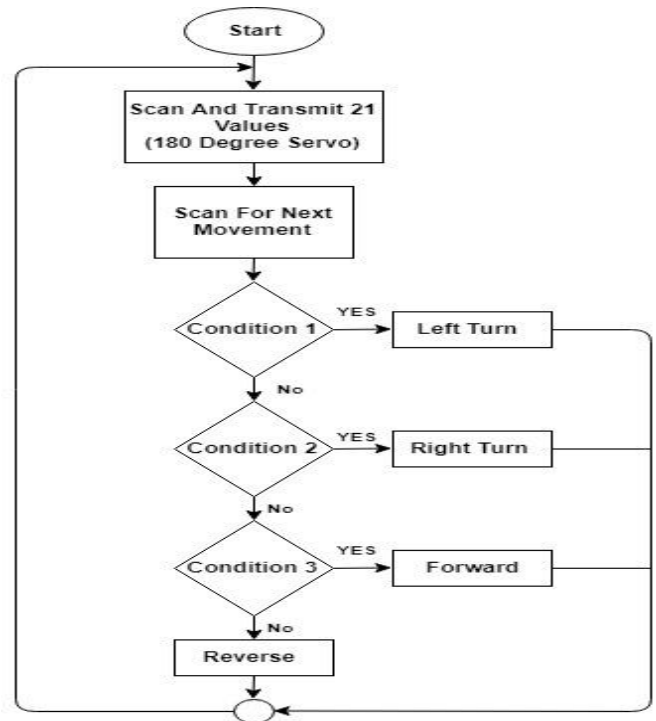 Start
Scan And Transmit 21
Values
(180 Degree Servo)
Scan For Next
Movement
Condition 1
YES
Left Turn
No
Condition 2
YES
Right Turn
No
Condition 3
YES
Forward
No
Reverse